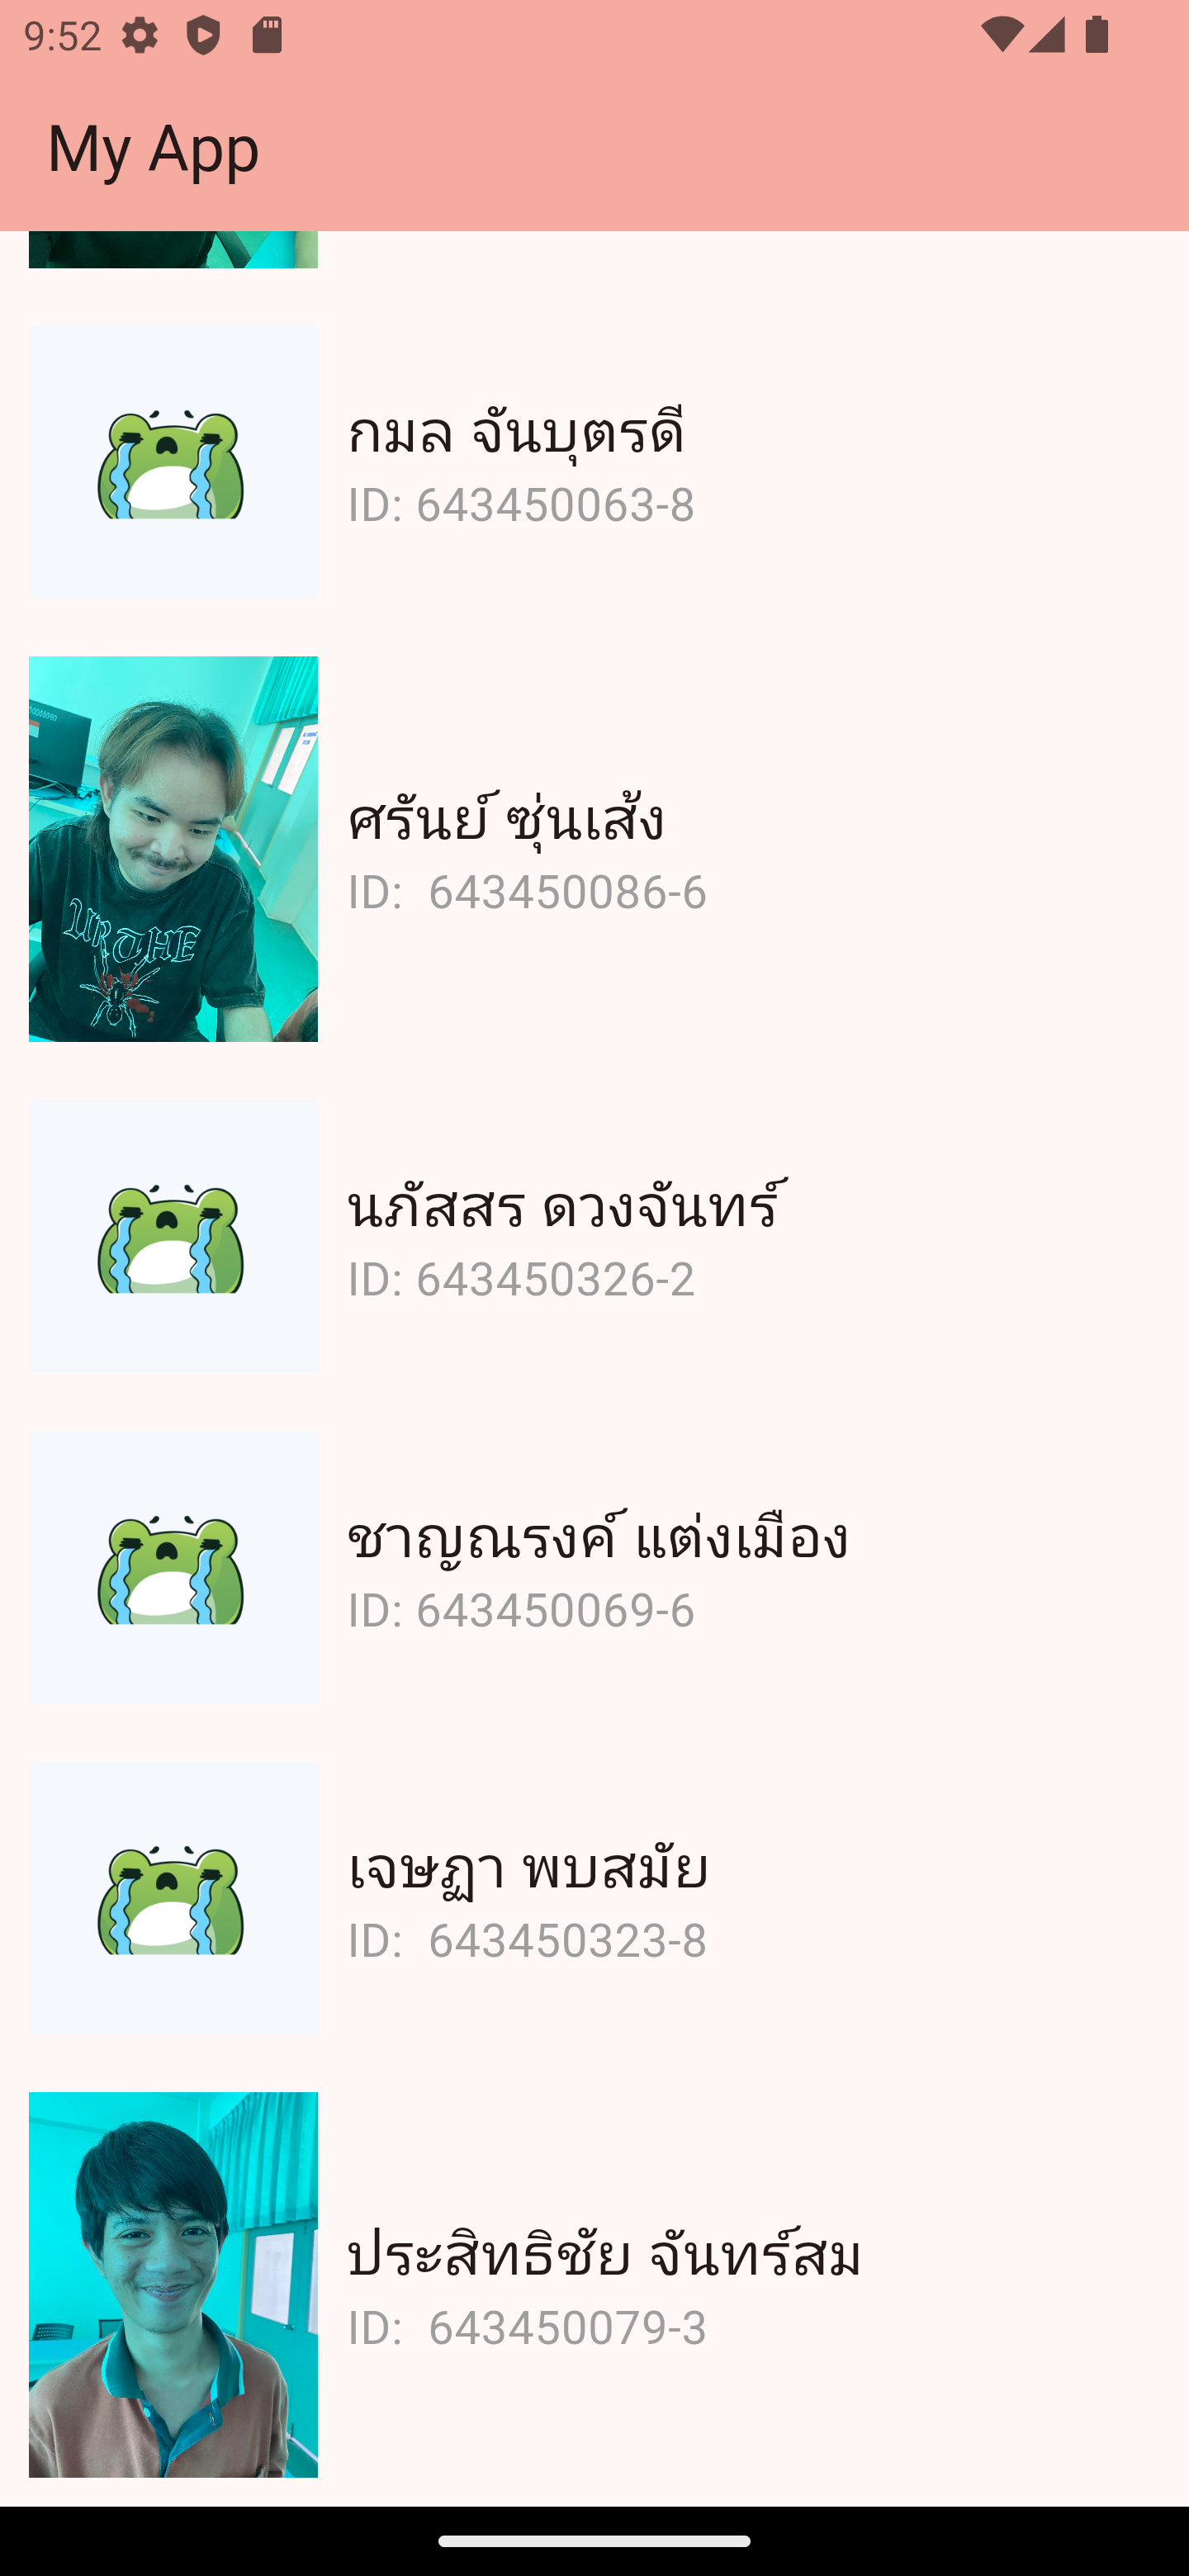 9:52
My App
กมล จันบุตรดี
ID: 643450063-8
ศรันย์ ซุ่นเส้ง
ID:  643450086-6
UR THE
นภัสสร ดวงจันทร์
ID: 643450326-2
ชาญณรงค์ แต่งเมือง
ID: 643450069-6
เจษฏา พบสมัย
ID:  643450323-8
ประสิทธิชัย จันทร์สม
ID:  643450079-3